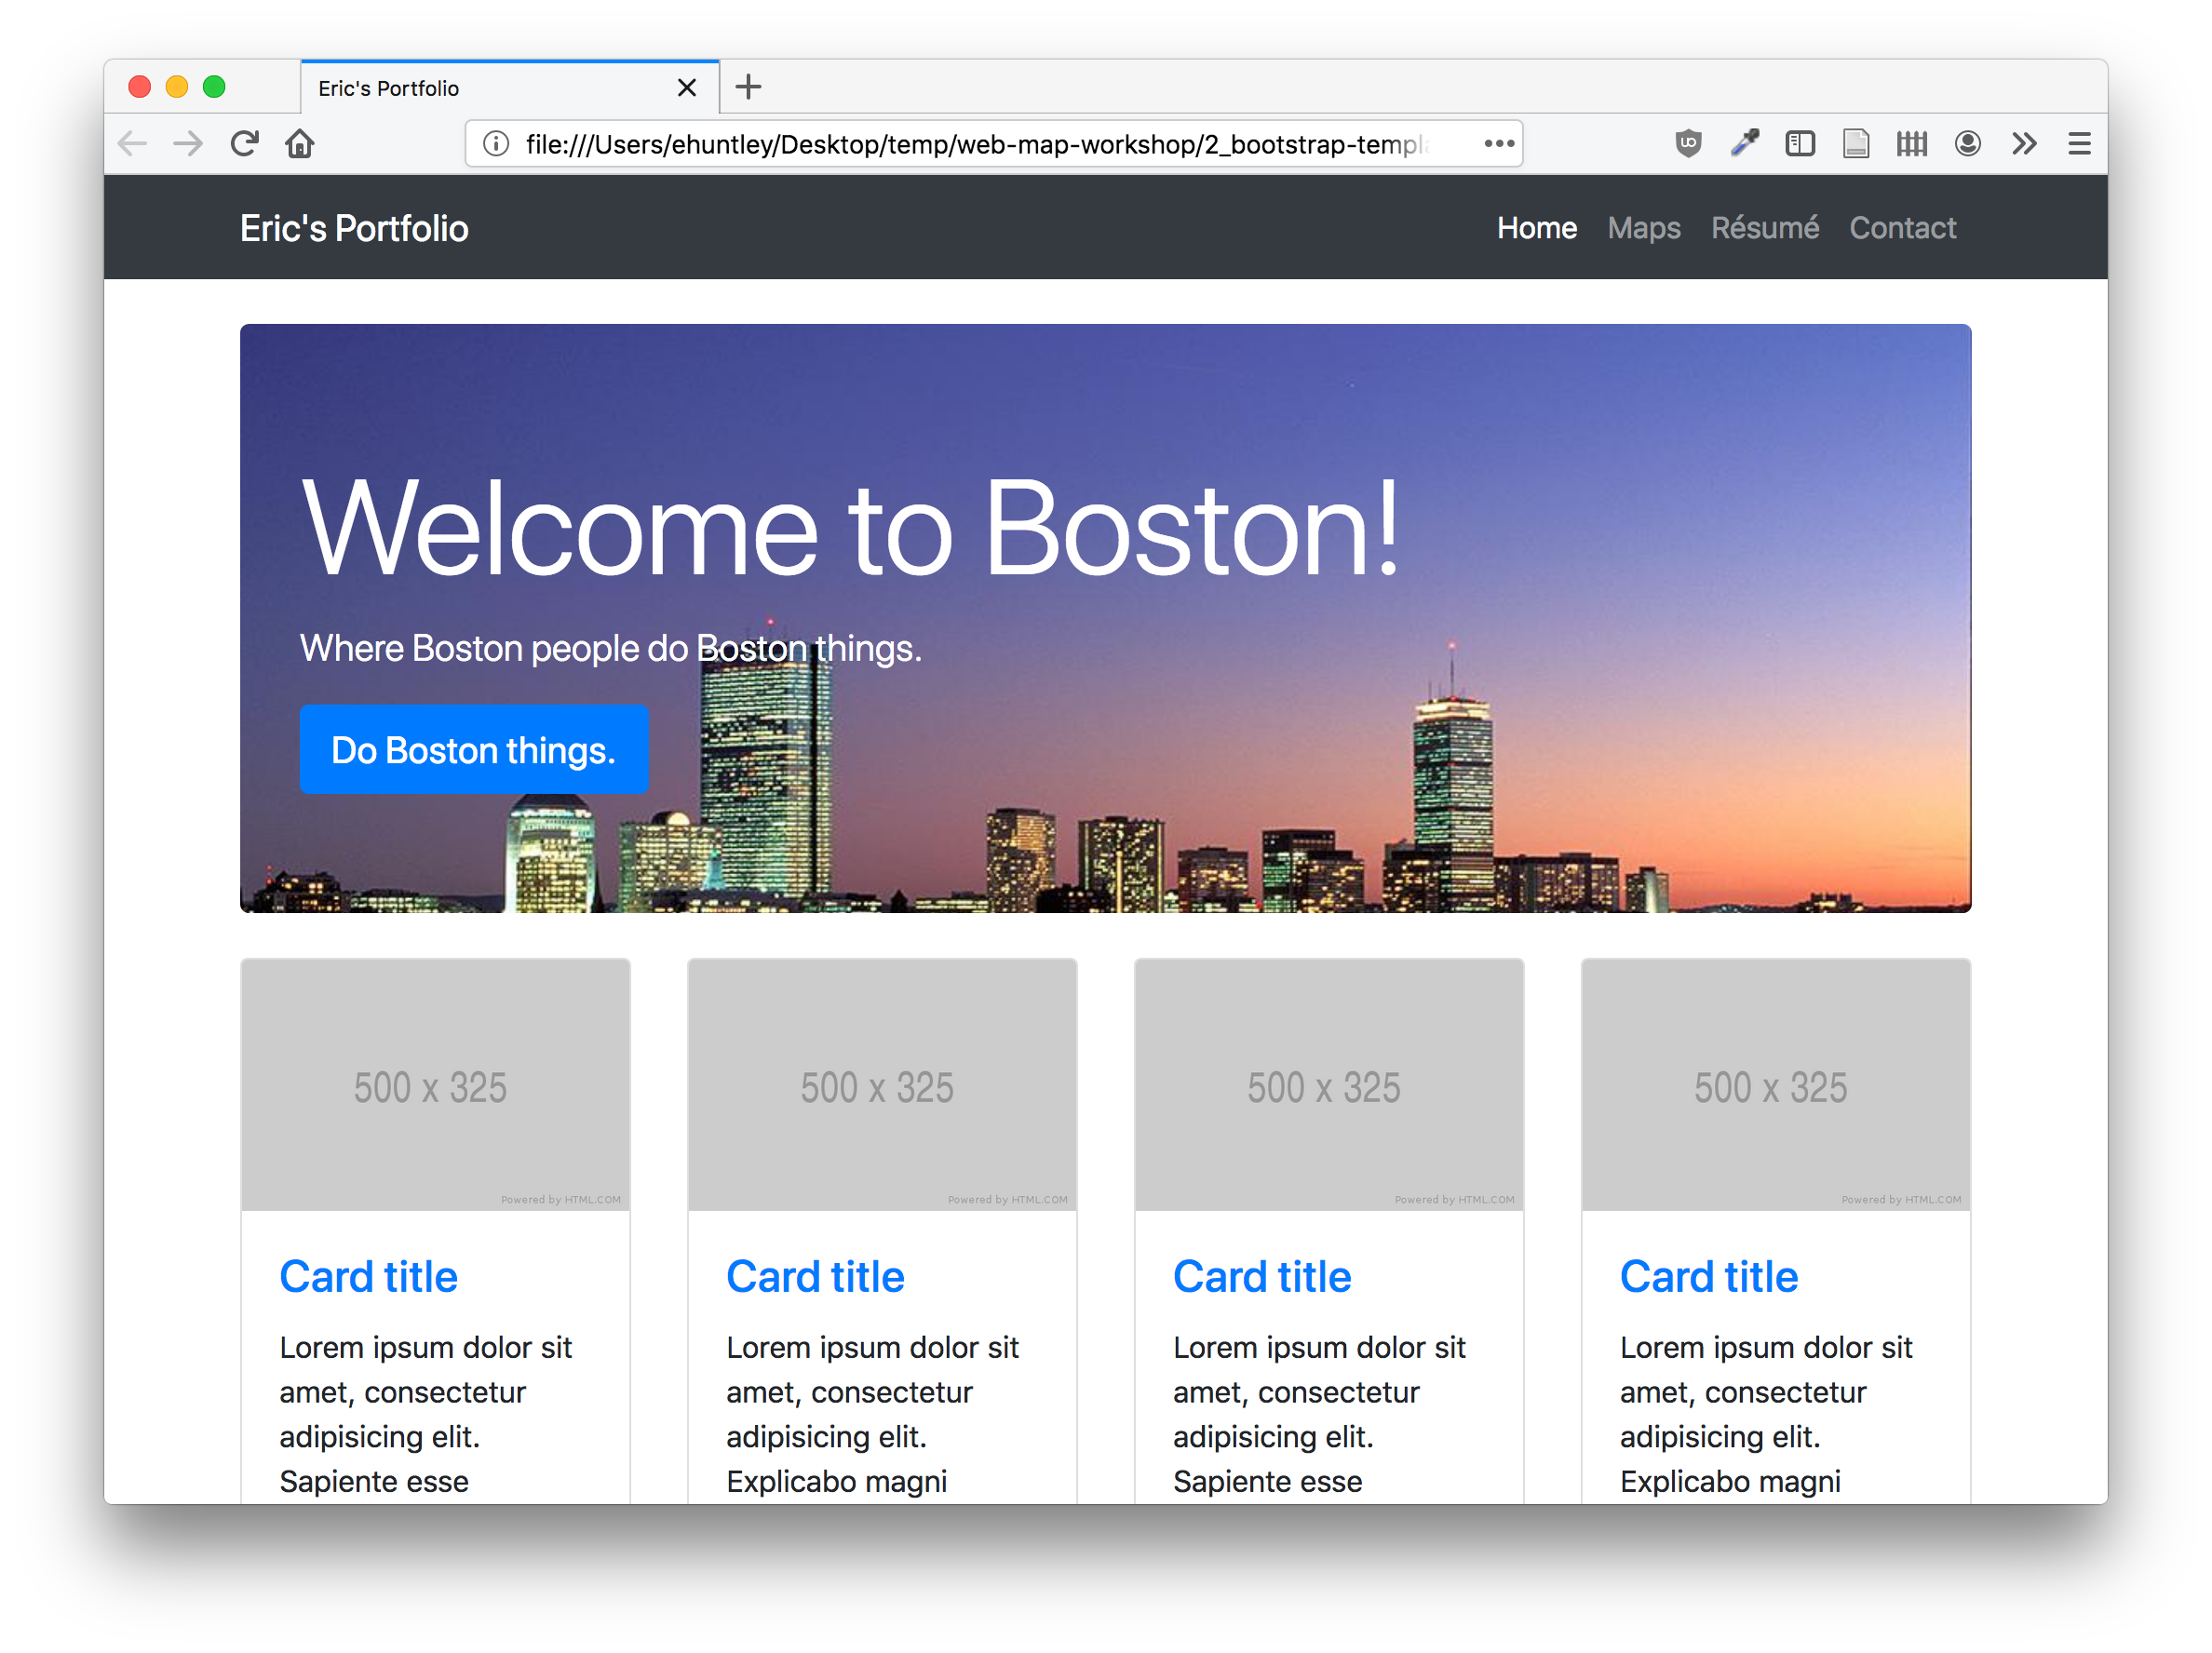 Eric's Portfolio
file:///Users/ehuntley/Desktop/temp/web-map-workshop/2_bootstrap-templa
Eric's Portfolio
Home Maps Résumé Contact
Welcome to Boston!
Where Boston people do Boston things.
Do Boston things.
500 x 325
Powered by HTML.COM
Card title
Lorem ipsum dolor sit
amet, consectetur
adipisicing elit.
Sapiente esse
500 x 325
Powered by HTML.COM
Card title
Lorem ipsum dolor sit
amet, consectetur
adipisicing elit.
Explicabo magni
500 x 325
Powered by HTML.COM
Card title
Lorem ipsum dolor sit
amet, consectetur
adipisicing elit.
Sapiente esse
500 x 325
Powered by HTML.COM
Card title
Lorem ipsum dolor sit
amet, consectetur
adipisicing elit.
Explicabo magni